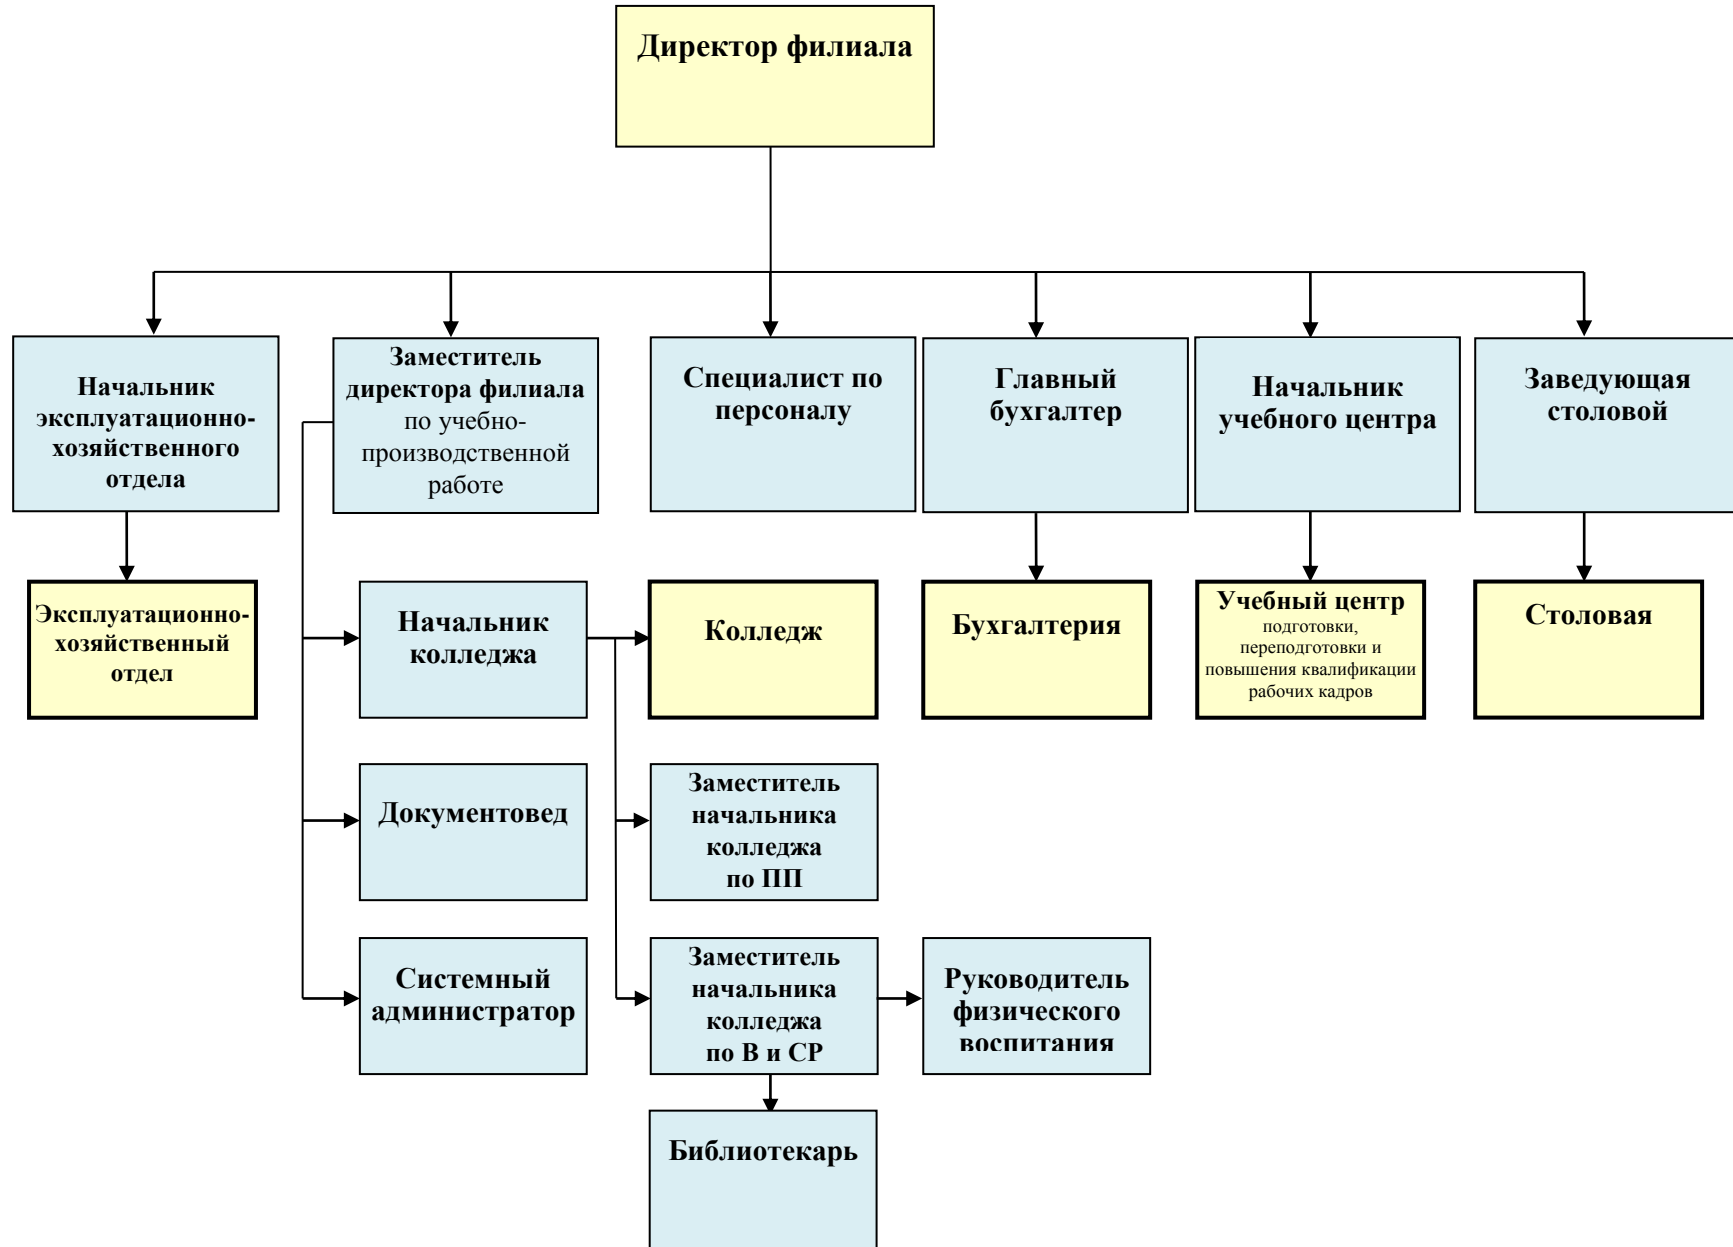 Директор филиала
Начальник
эксплуатационно-
хозяйственного
отдела
Заместитель
директора филиала
по учебно-
производственной
работе
Специалист по
персоналу
Главный
бухгалтер
Начальник
учебного центра
Заведующая
столовой
Эксплуатационно-
хозяйственный
отдел
Начальник
колледжа
Колледж
Бухгалтерия
Учебный центр
подготовки,
переподготовки и
повышения квалификации
рабочих кадров
Столовая
Документовед
Заместитель
начальника
колледжа
по ПП
Системный
администратор
Заместитель
начальника
колледжа
по В и СР
Руководитель
физического
воспитания
Библиотекарь